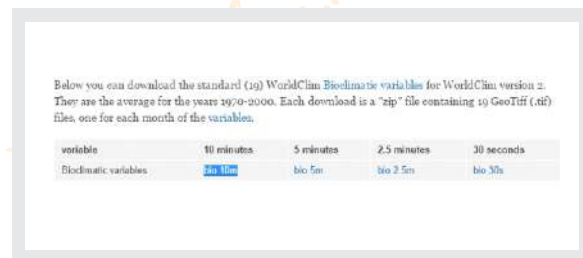 Below you can download the standard (19) WorldClim Bioclimatic variables for WorldClim version 2.
They are the average for the years 1970-2000. Each download is a "zip" file containing 19 GeoTiff (.tif)
files, one for each month of the variables.
variable 10 minutes 5 minutes 2.5 minutes 30 seconds
Bioclimatic variables bio 10m bio 5m bio 2.5m bio 30s